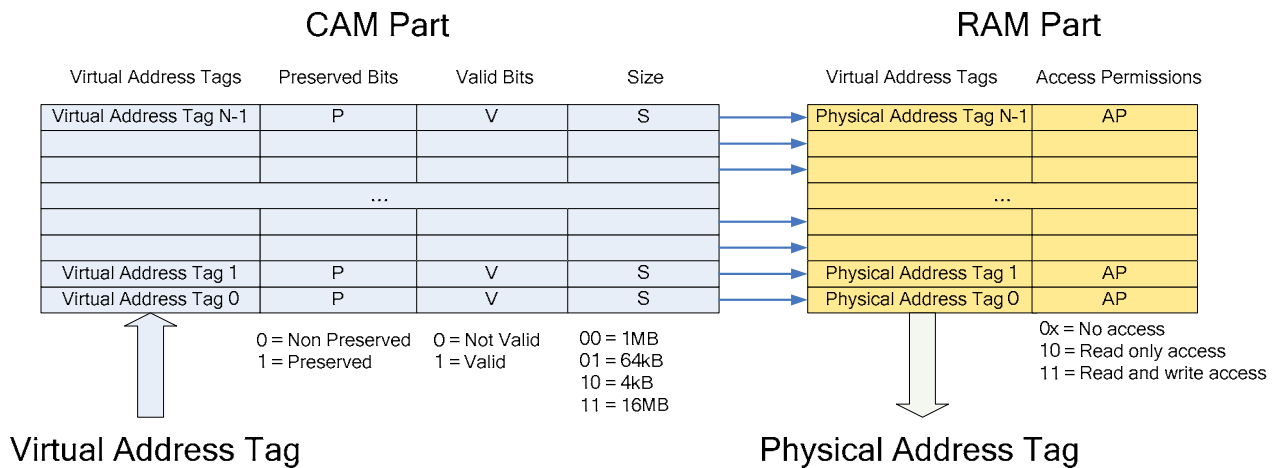 CAM Part RAM Part
Virtual Address Tags Preserved Bits Valid Bits Size Virtual Address Tags Access Permissions
Virtual Address Tag N-1 P V S Physical Address Tag N-1 AP
... ...
Virtual Address Tag 1 P V S Physical Address Tag 1 AP
Virtual Address Tag 0 P V S Physical Address Tag 0 AP
0 = Non Preserved
1 = Preserved
0 = Not Valid
1 = Valid
00 = 1MB
01 = 64kB
10 = 4kB
11 = 16MB
0x = No access
10 = Read only access
11 = Read and write access
Virtual Address Tag Physical Address Tag